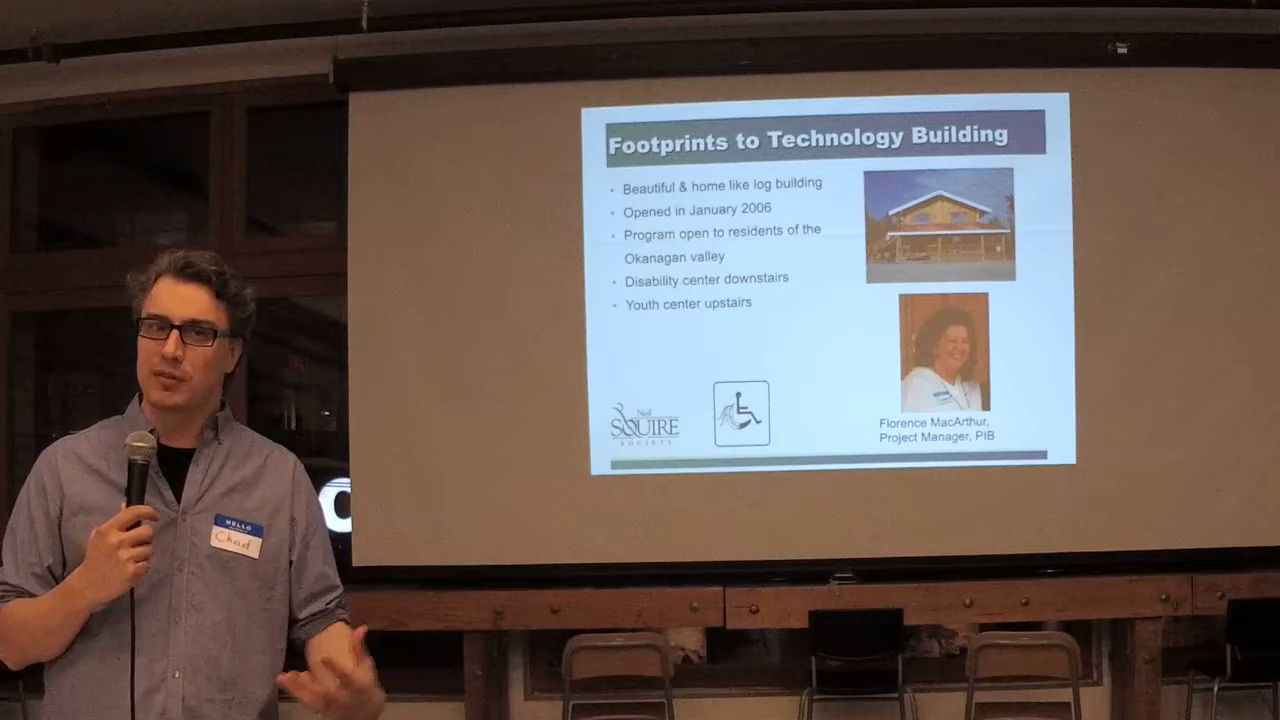 Footprints to Technology Building
Beautiful & home like log building
Opened in January 2006
Program open to residents of the
Okanagan valley
Disability center downstairs
Youth center upstairs
Neil
SQUIRE
SOCIETY
Florence MacArthur,
Project Manager, PIB
HELLO
Chad